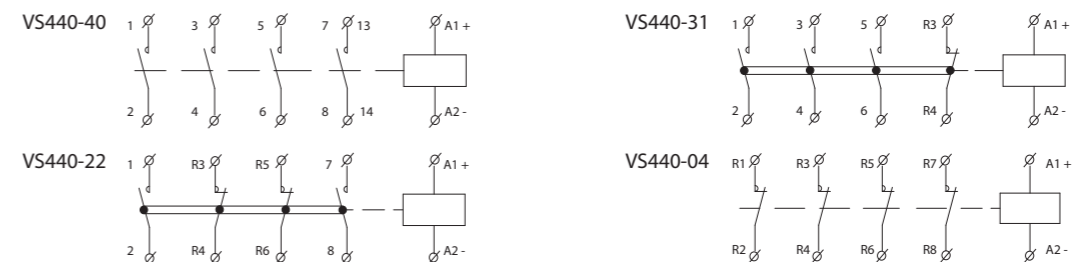 VS440-40 1 3 5 7 13 A1 +
2 4 6 8 14 A2 -
VS440-31 1 3 5 R3 A1 +
2 4 6 R4 A2 -
VS440-22 1 R3 R5 7 A1 +
2 R4 R6 8 A2 -
VS440-04 R1 R3 R5 R7 A1 +
R2 R4 R6 R8 A2 -